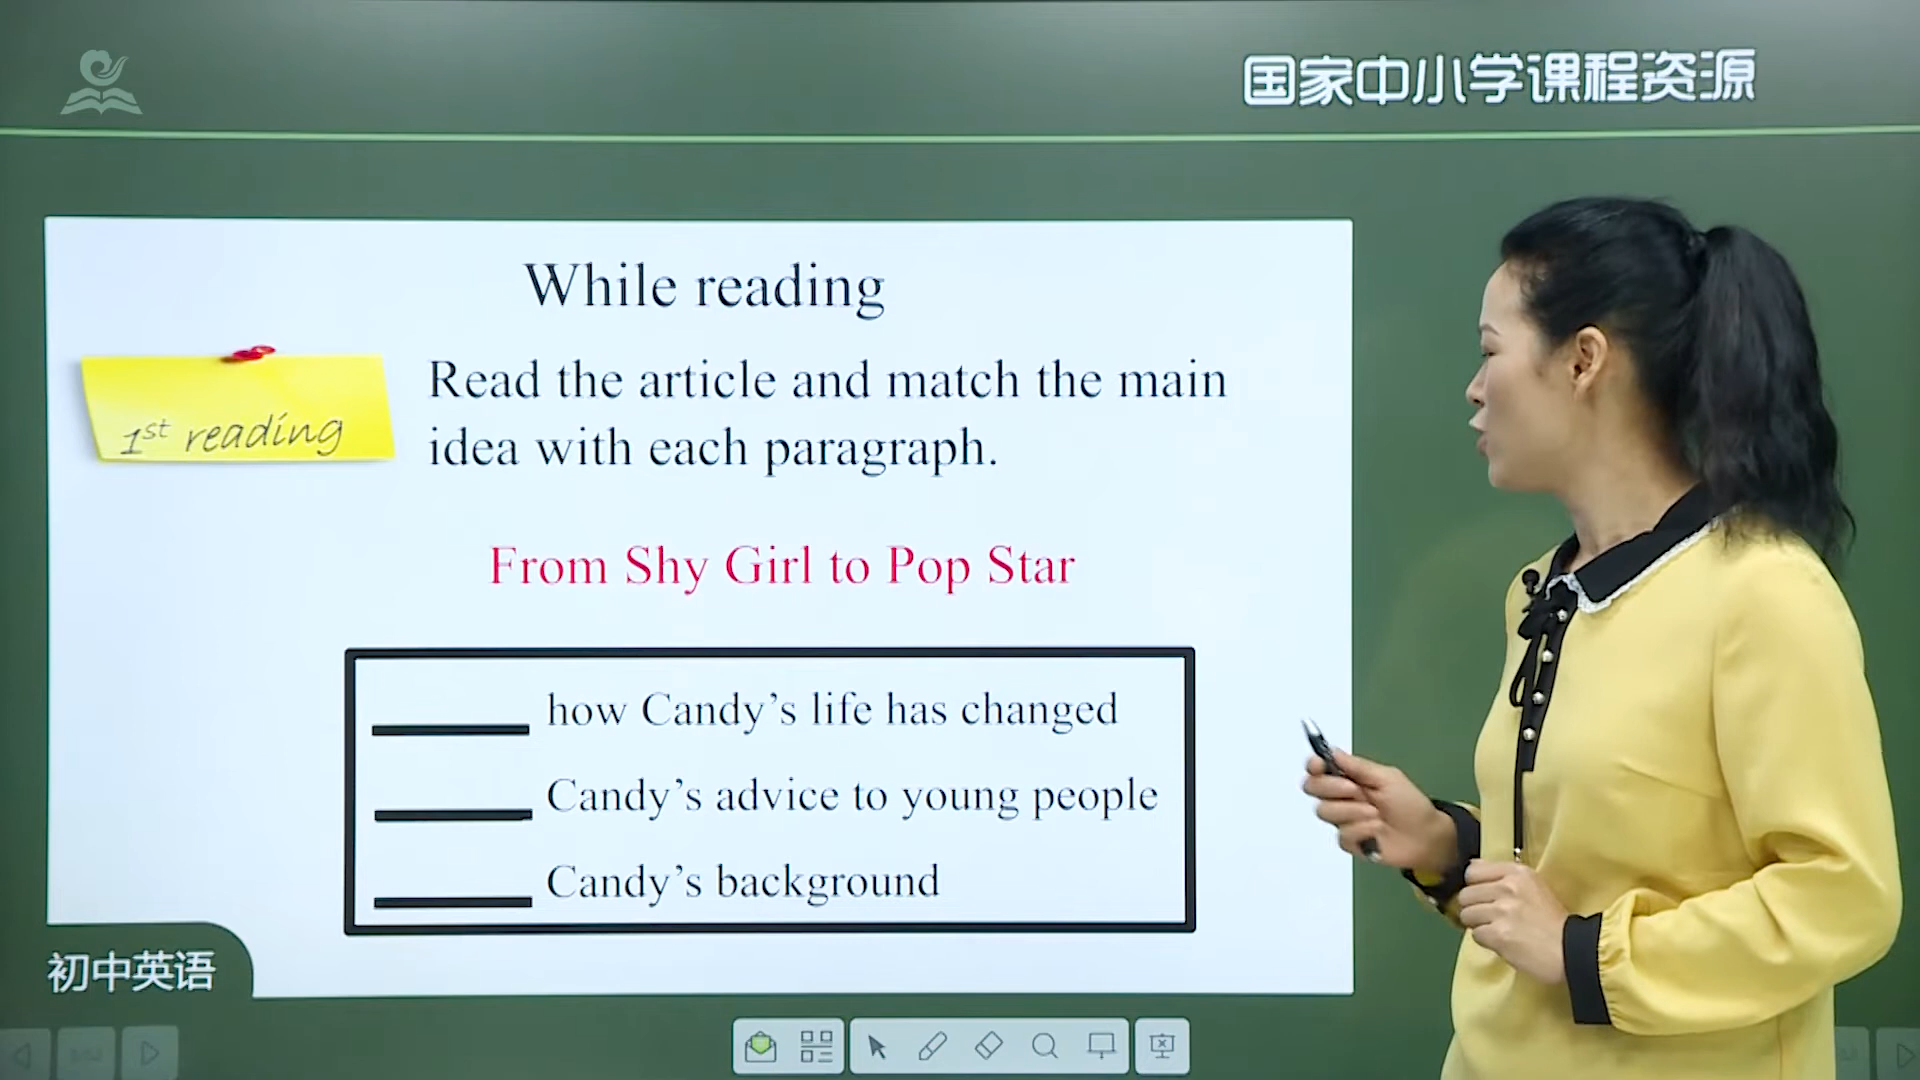 国家中小学课程资源
While reading
1st reading
Read the article and match the main
idea with each paragraph.
From Shy Girl to Pop Star
how Candy's life has changed
Candy's advice to young people
Candy's background
初中英语